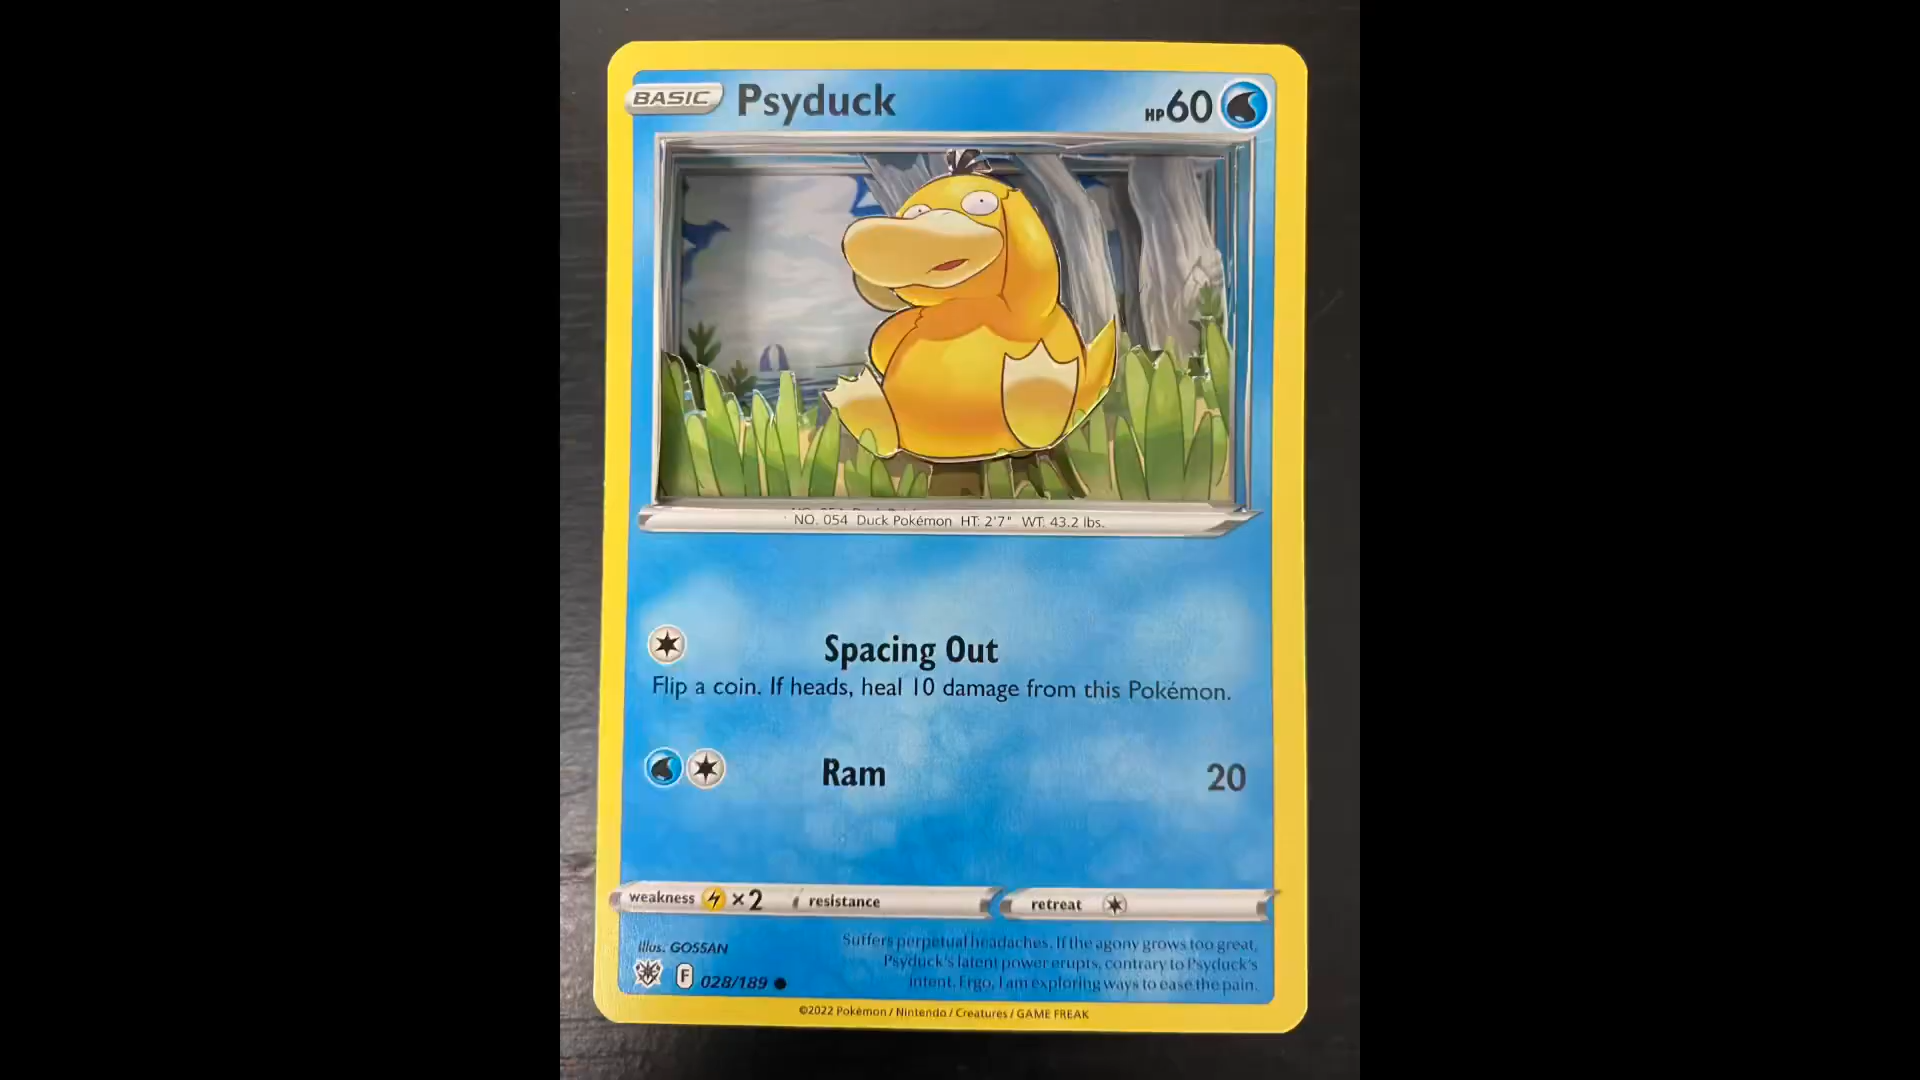 BASIC Psyduck HP 60
NO. 054 Duck Pokémon HT: 2'7" WT: 43.2 lbs.
Spacing Out
Flip a coin. If heads, heal 10 damage from this Pokémon.
Ram 20
weakness ×2 resistance retreat
Illus. GOSSAN
Suffers perpetual headaches. If the agony grows too great,
Psyduck's latent power erupts, contrary to Psyduck's
intent. Ergo, I am exploring ways to ease the pain.
F 028/189
©2022 Pokémon / Nintendo / Creatures / GAME FREAK